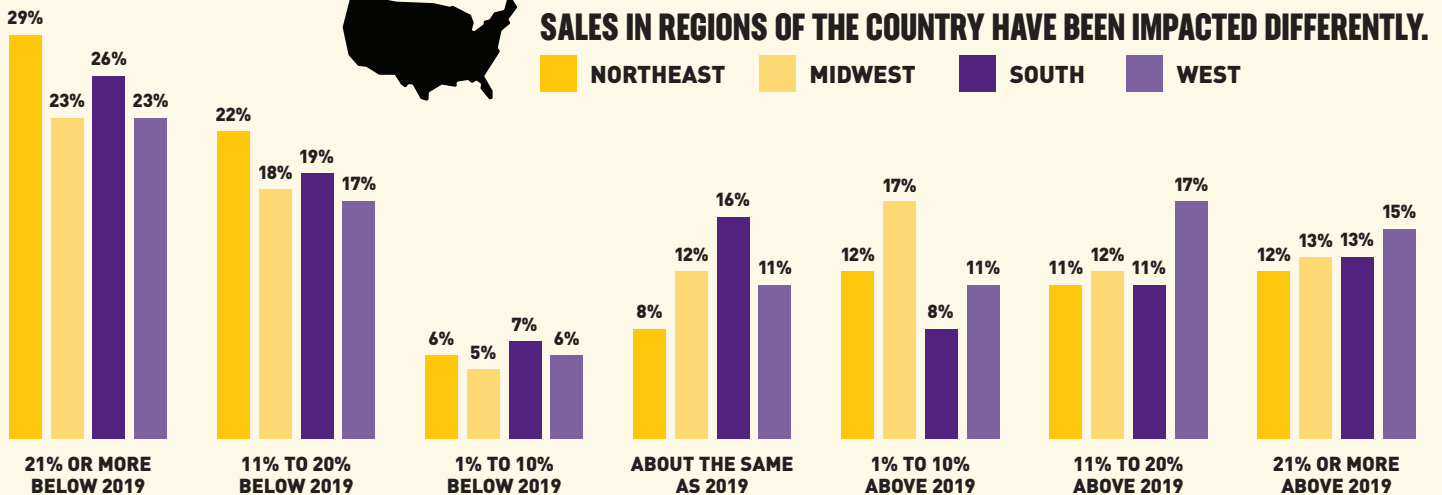 SALES IN REGIONS OF THE COUNTRY HAVE BEEN IMPACTED DIFFERENTLY.
NORTHEAST MIDWEST SOUTH WEST
29% 23% 26% 23%
22% 18% 19% 17%
6% 5% 7% 6%
8% 12% 16% 11%
12% 17% 8% 11%
11% 12% 11% 17%
12% 13% 13% 15%
21% OR MORE
BELOW 2019
11% TO 20%
BELOW 2019
1% TO 10%
BELOW 2019
ABOUT THE SAME
AS 2019
1% TO 10%
ABOVE 2019
11% TO 20%
ABOVE 2019
21% OR MORE
ABOVE 2019